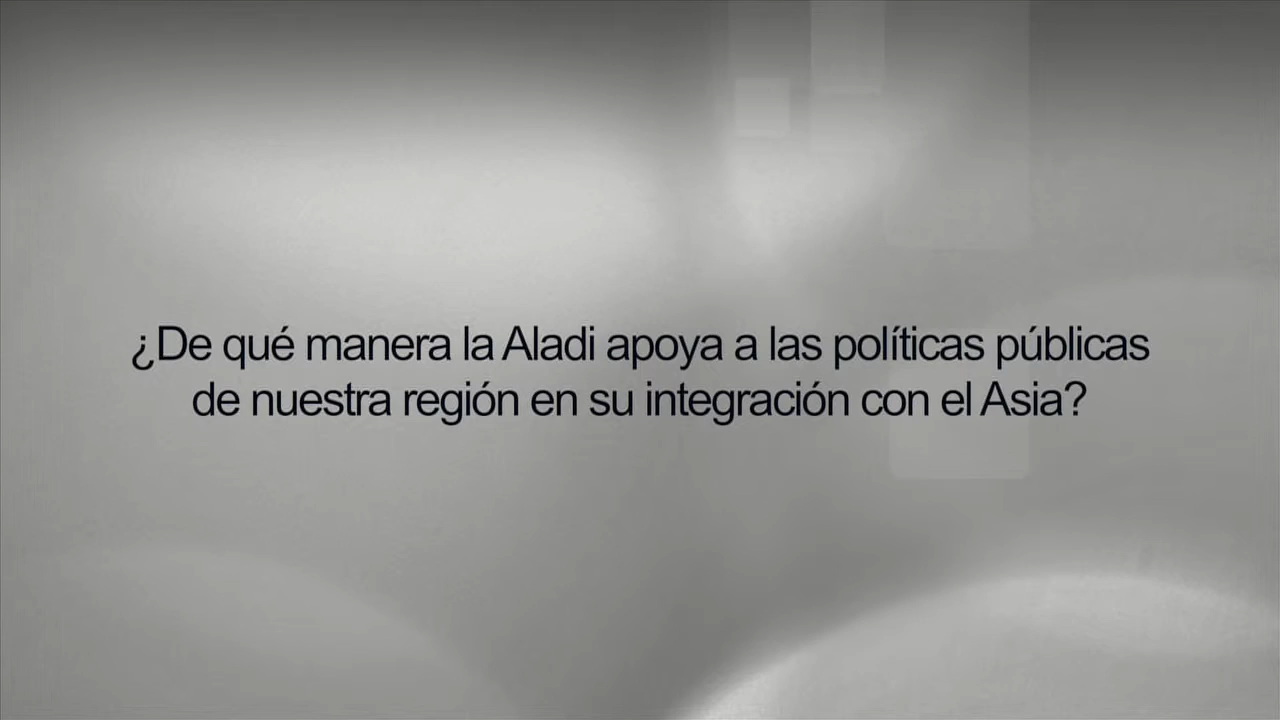 ¿De qué manera la Aladi apoya a las políticas públicas
de nuestra región en su integración con el Asia?